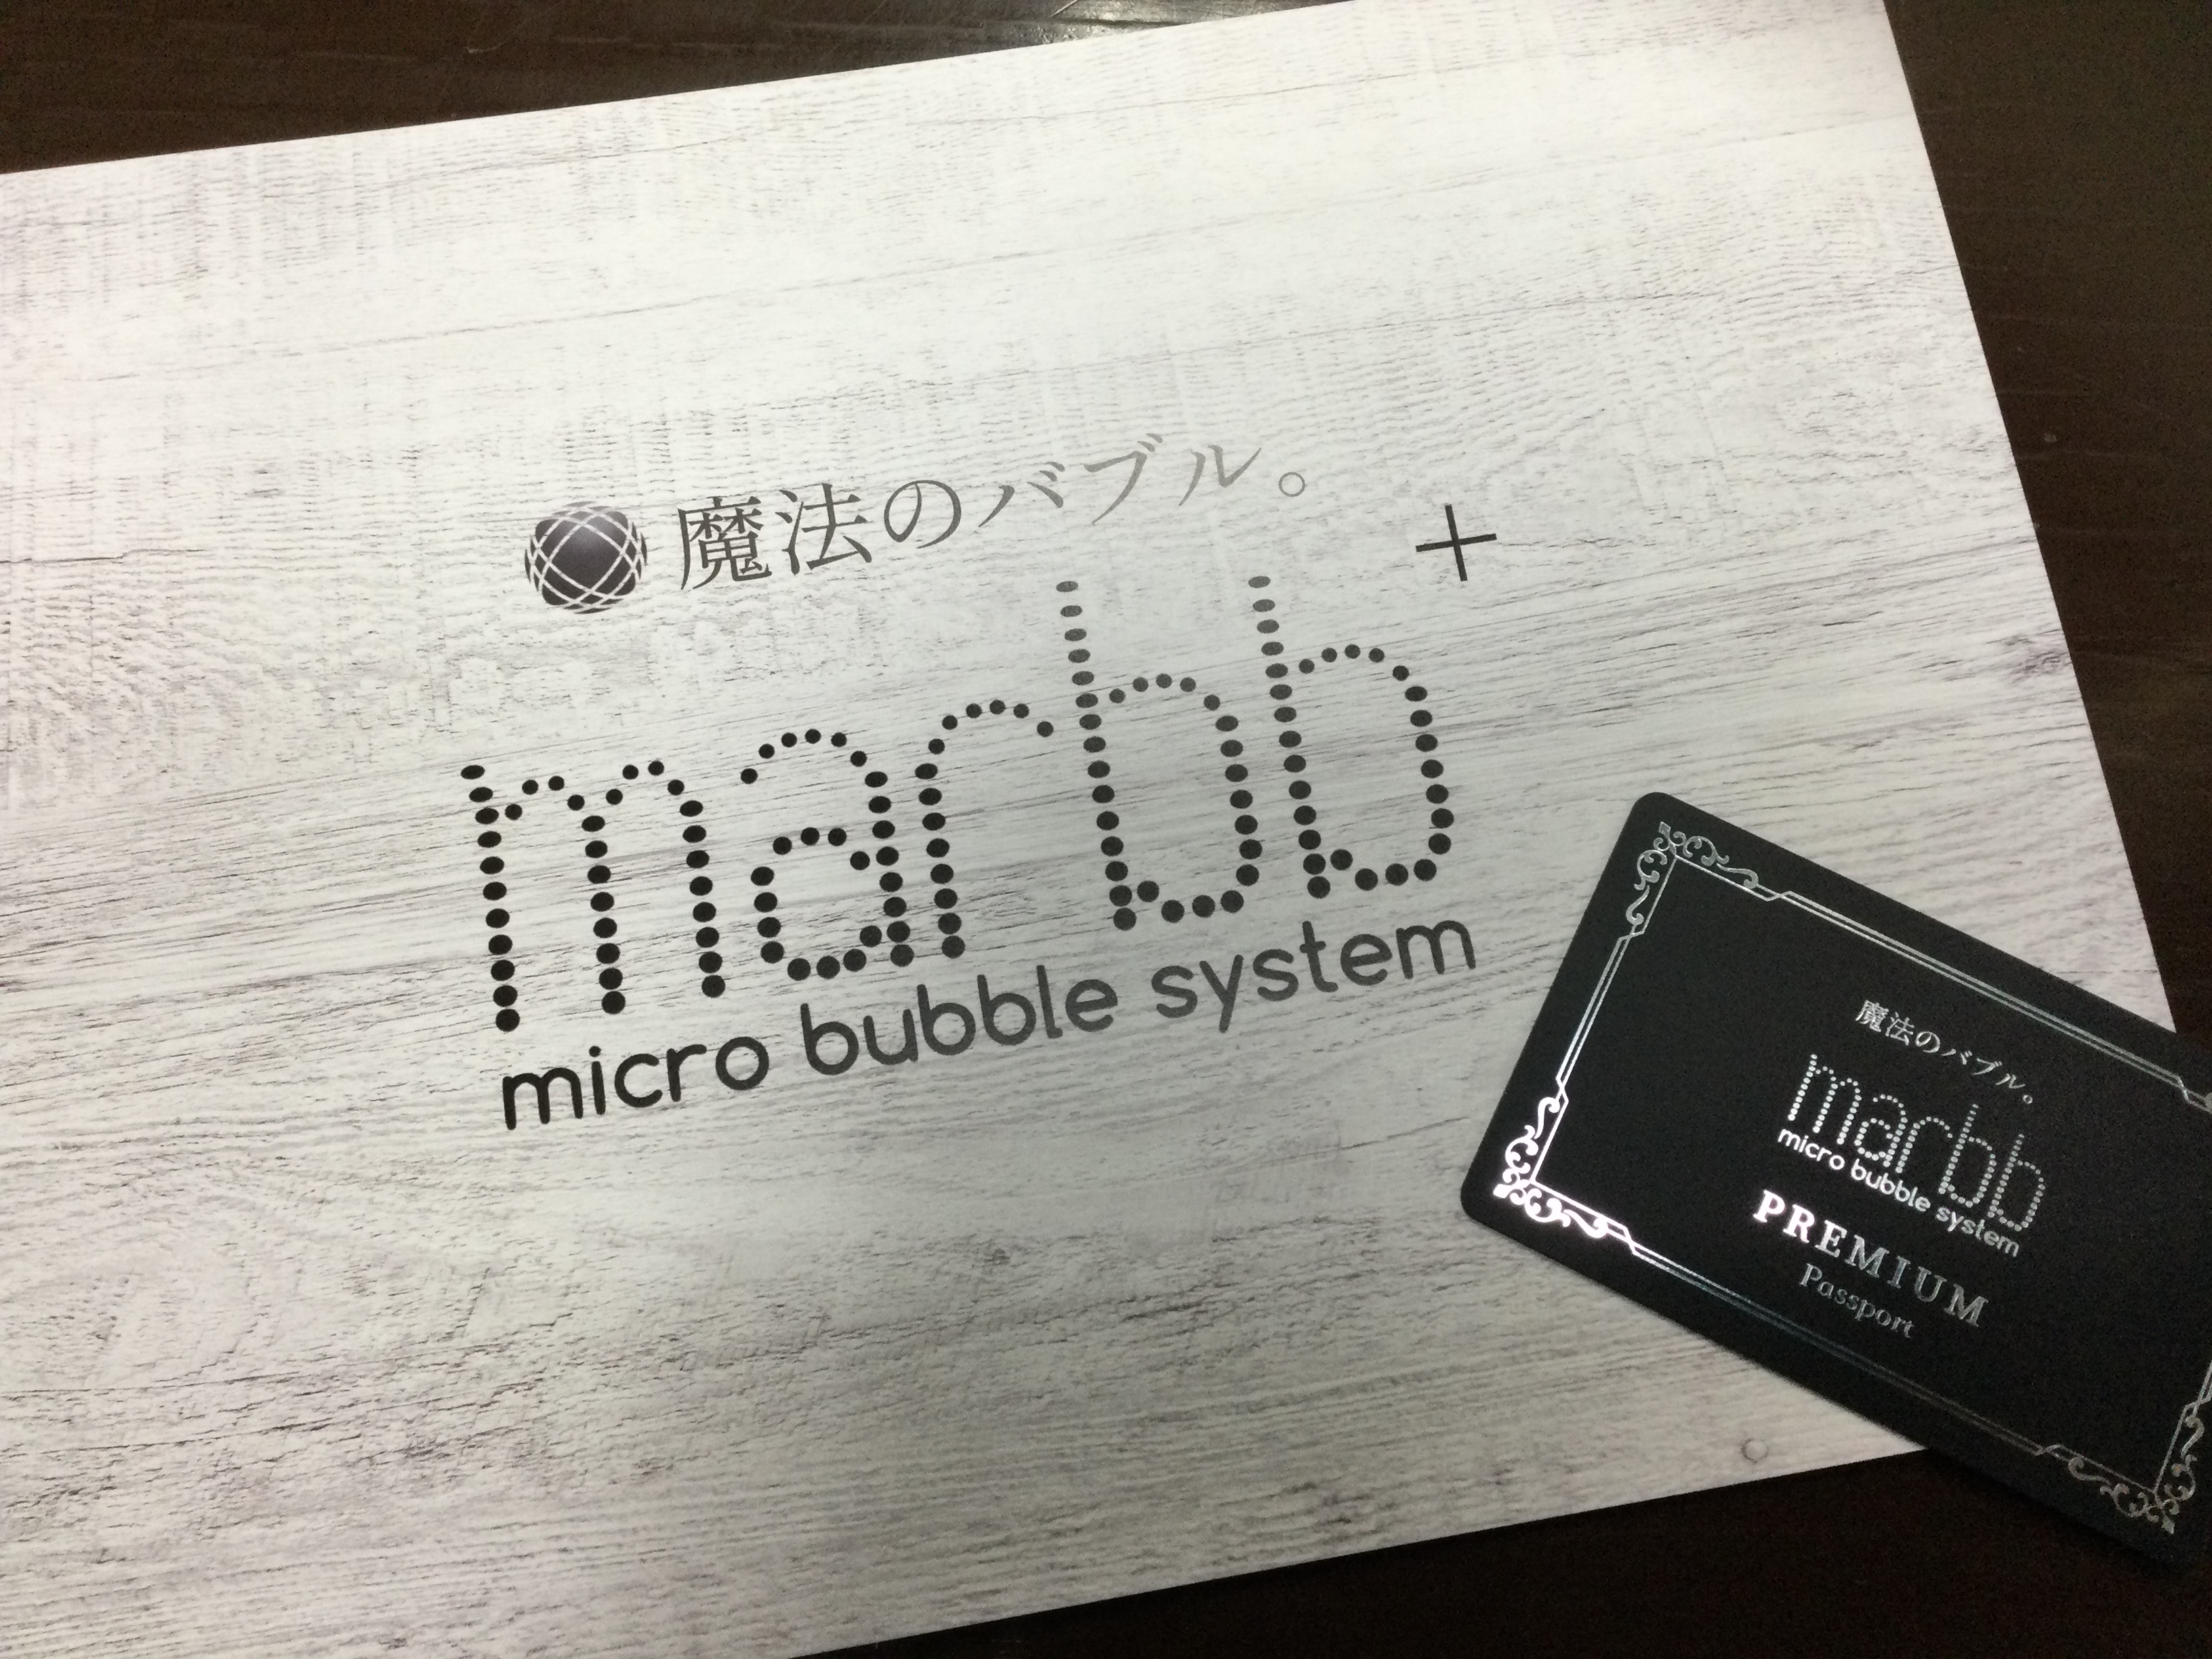 魔法のバブル。
marbb+
micro bubble system
魔法のバブル。
marbb
micro bubble system
PREMIUM
Passport